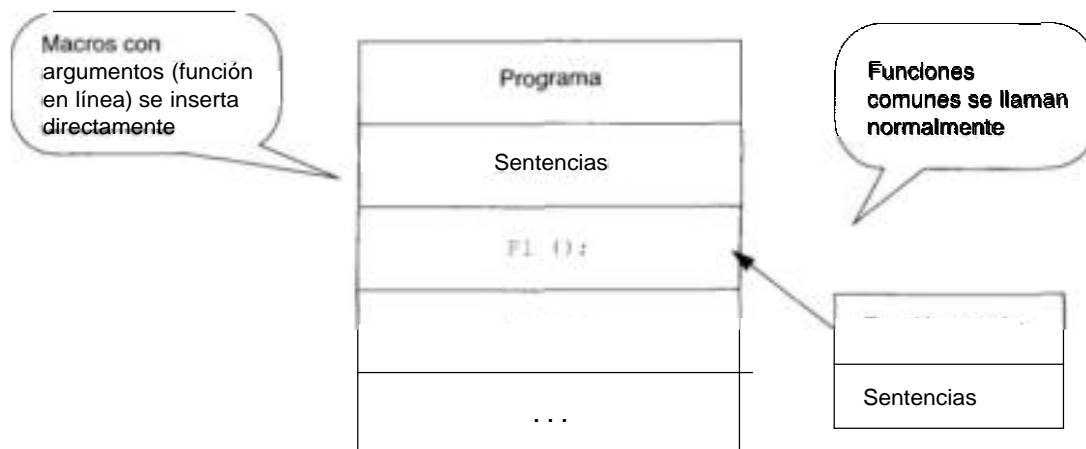 Macros con
argumentos (función
en línea) se inserta
directamente
Programa
Sentencias
F1 ();
...
Funciones
comunes se llaman
normalmente
Sentencias